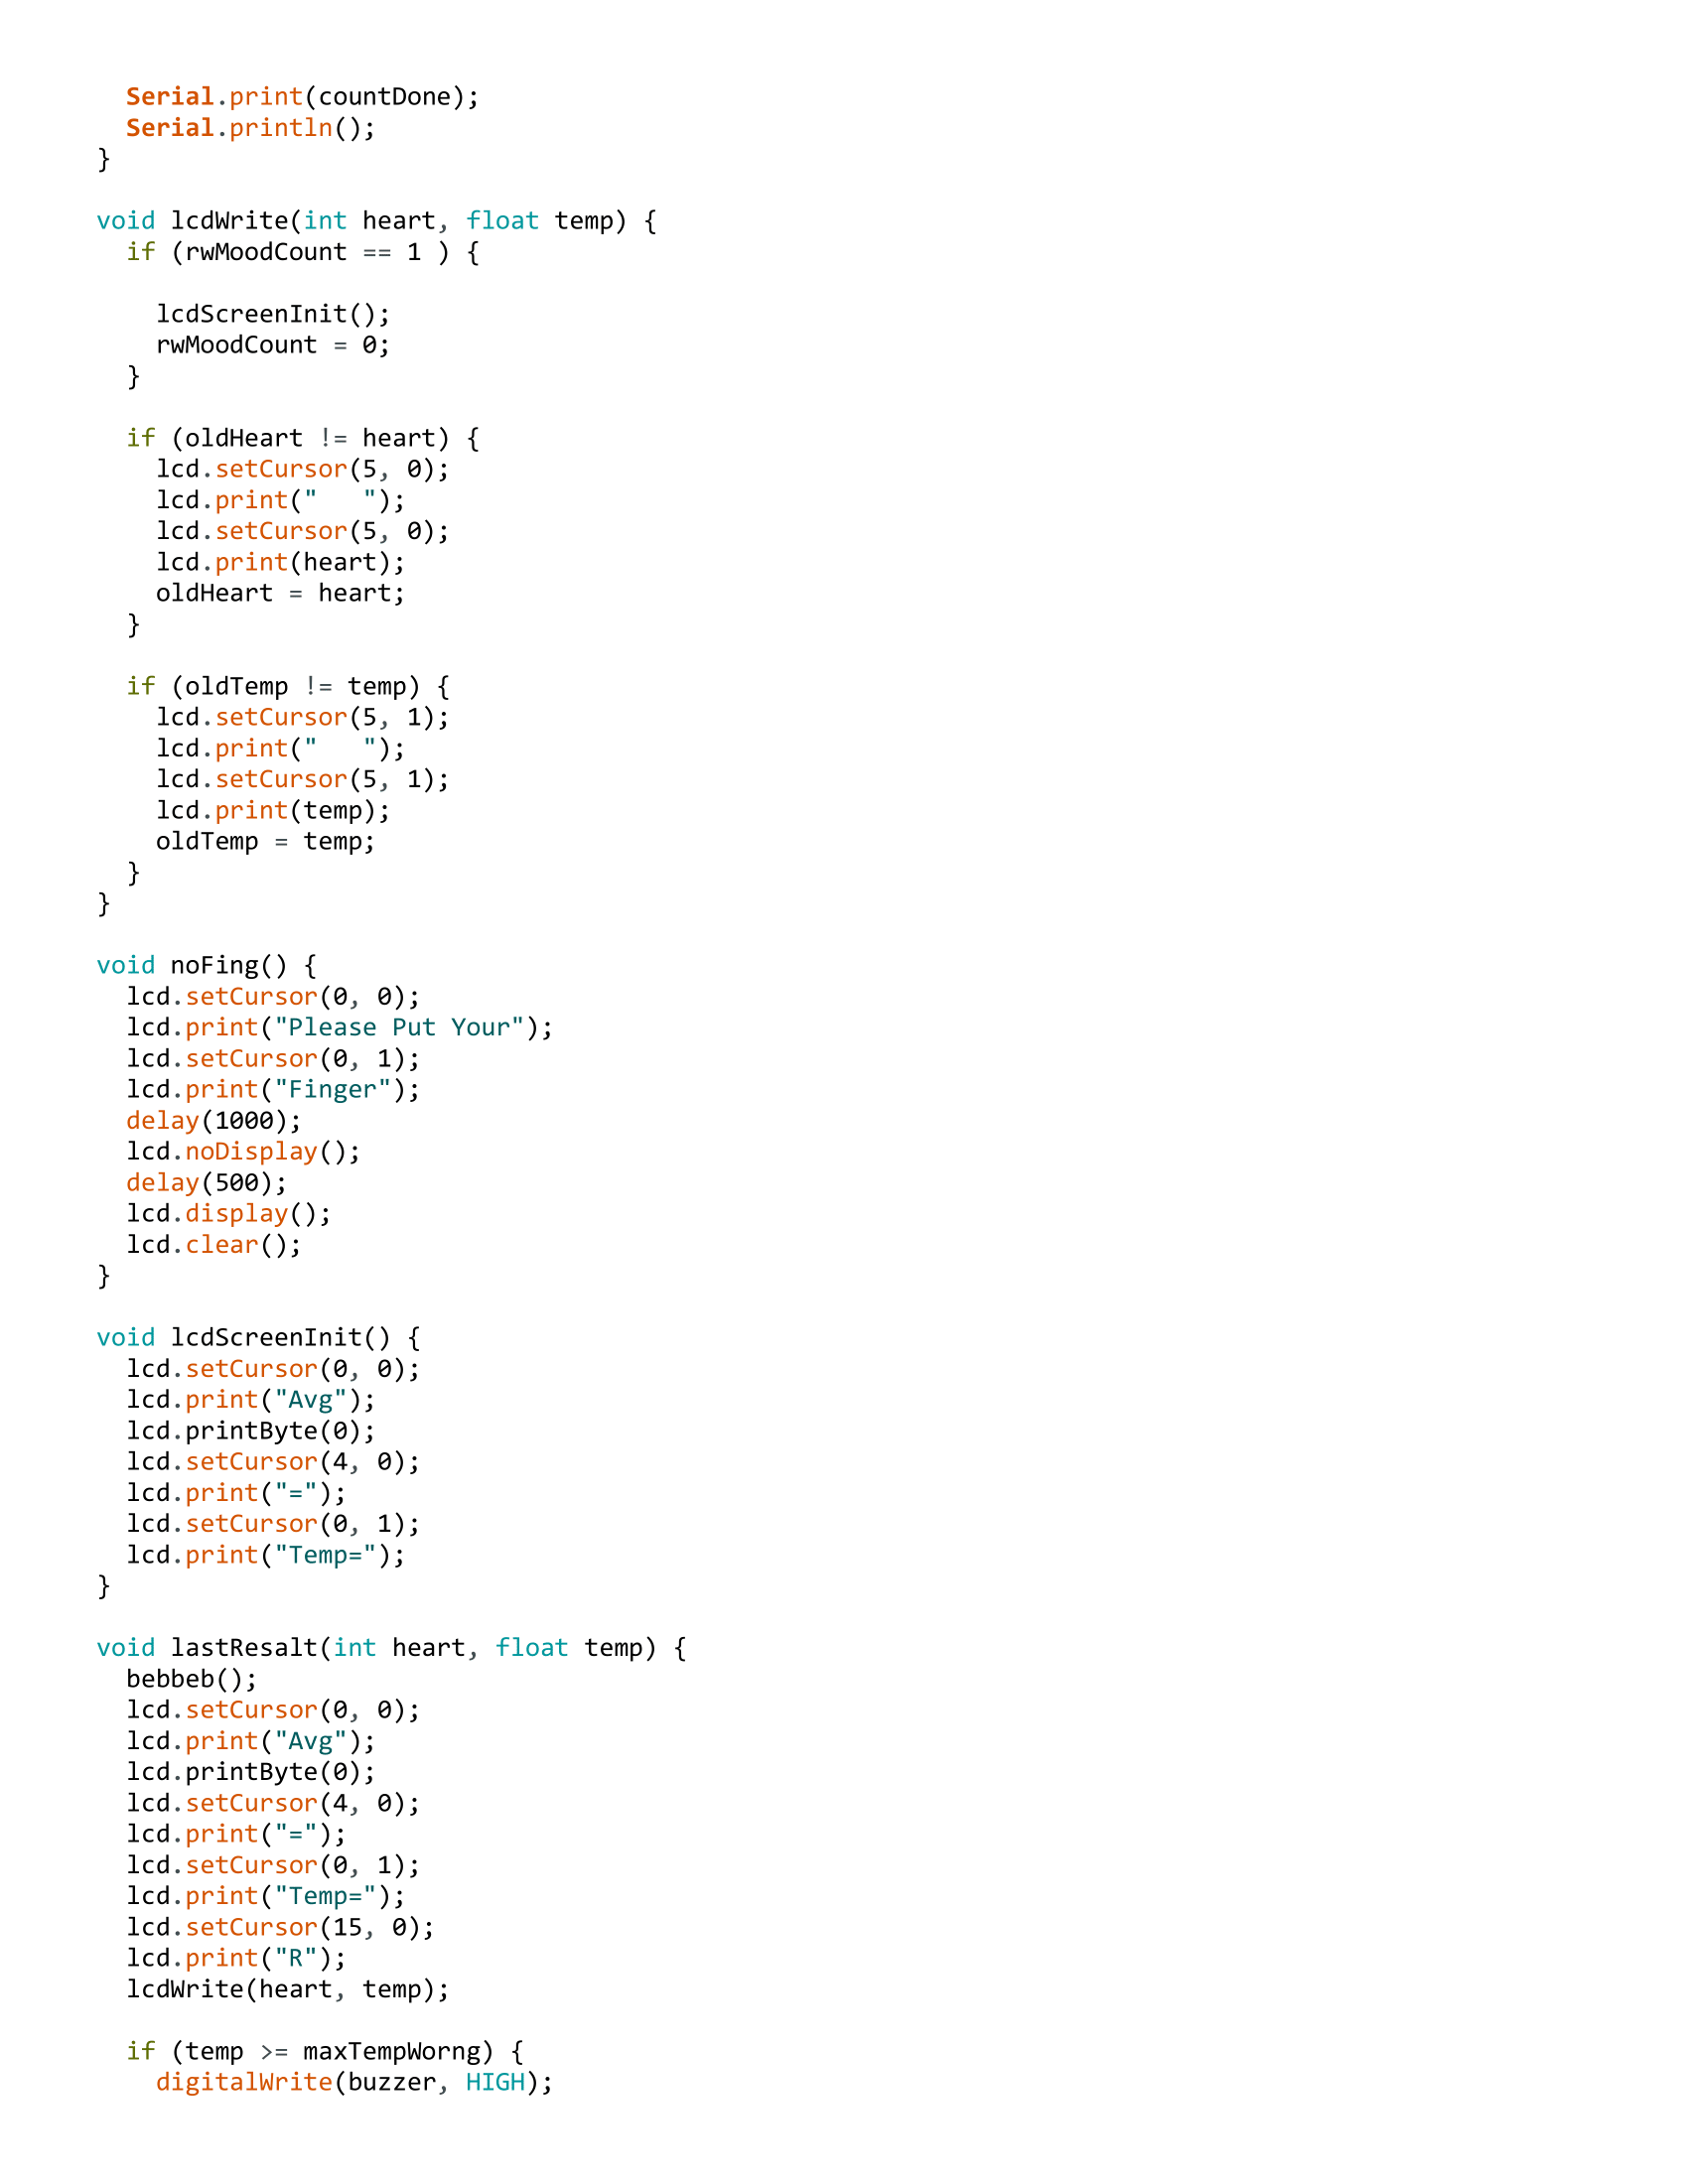 Serial.print(countDone);
  Serial.println();
}

void lcdWrite(int heart, float temp) {
  if (rwMoodCount == 1 ) {

    lcdScreenInit();
    rwMoodCount = 0;
  }

  if (oldHeart != heart) {
    lcd.setCursor(5, 0);
    lcd.print("   ");
    lcd.setCursor(5, 0);
    lcd.print(heart);
    oldHeart = heart;
  }

  if (oldTemp != temp) {
    lcd.setCursor(5, 1);
    lcd.print("   ");
    lcd.setCursor(5, 1);
    lcd.print(temp);
    oldTemp = temp;
  }
}

void noFing() {
  lcd.setCursor(0, 0);
  lcd.print("Please Put Your");
  lcd.setCursor(0, 1);
  lcd.print("Finger");
  delay(1000);
  lcd.noDisplay();
  delay(500);
  lcd.display();
  lcd.clear();
}

void lcdScreenInit() {
  lcd.setCursor(0, 0);
  lcd.print("Avg");
  lcd.printByte(0);
  lcd.setCursor(4, 0);
  lcd.print("=");
  lcd.setCursor(0, 1);
  lcd.print("Temp=");
}

void lastResalt(int heart, float temp) {
  bebbeb();
  lcd.setCursor(0, 0);
  lcd.print("Avg");
  lcd.printByte(0);
  lcd.setCursor(4, 0);
  lcd.print("=");
  lcd.setCursor(0, 1);
  lcd.print("Temp=");
  lcd.setCursor(15, 0);
  lcd.print("R");
  lcdWrite(heart, temp);

  if (temp >= maxTempWorng) {
    digitalWrite(buzzer, HIGH);